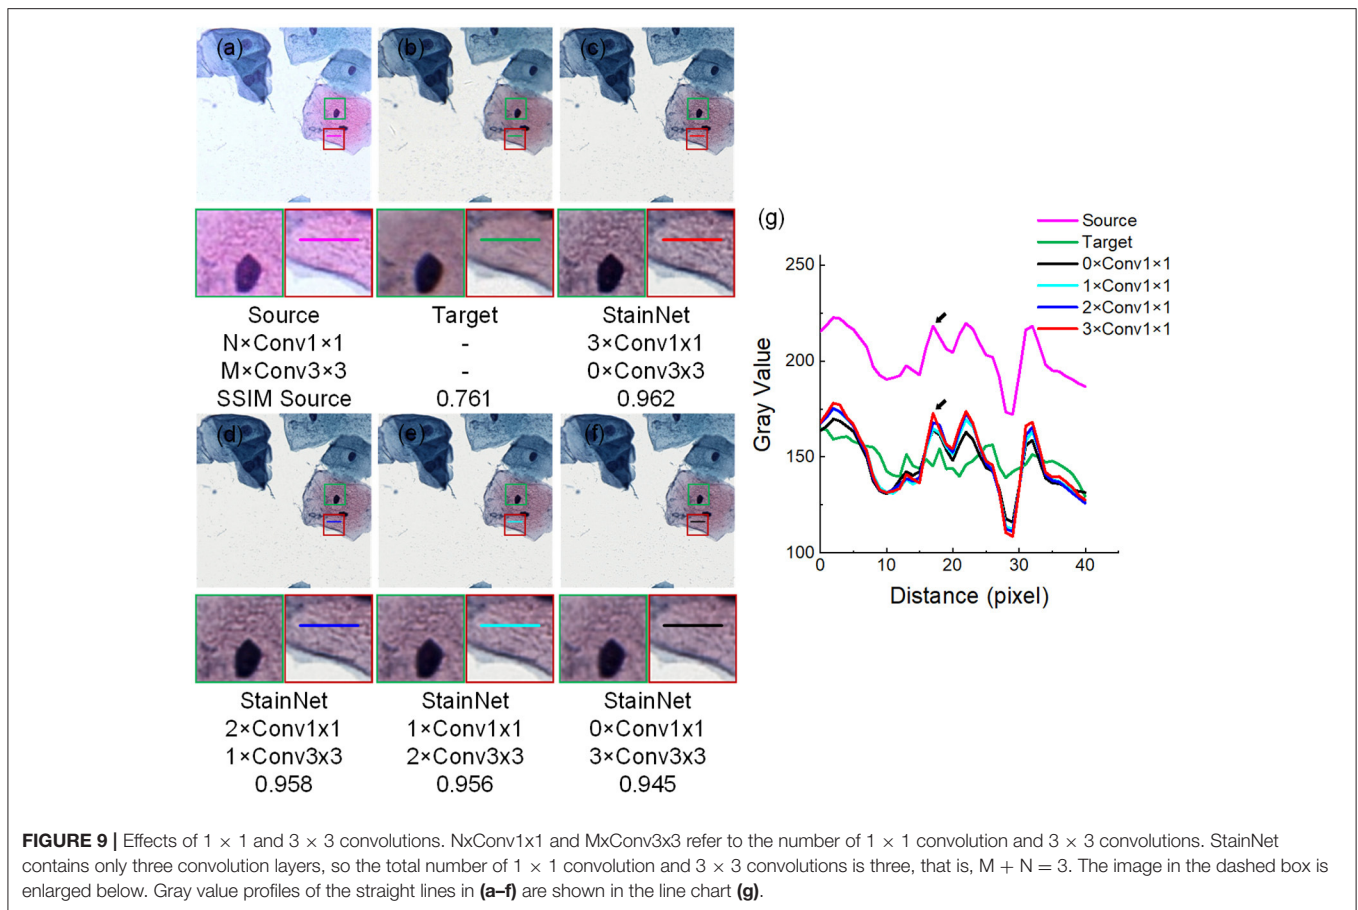 (a)
(b)
(c)
Source
N×Conv1×1
M×Conv3×3
SSIM Source
Target
-
-
0.761
StainNet
3×Conv1x1
0×Conv3x3
0.962
(d)
(e)
(f)
StainNet
2×Conv1x1
1×Conv3x3
0.958
StainNet
1×Conv1x1
2×Conv3x3
0.956
StainNet
0×Conv1x1
3×Conv3x3
0.945
(g)
Source
Target
0×Conv1×1
1×Conv1×1
2×Conv1×1
3×Conv1×1
250
200
150
100
Gray Value
0
10
20
30
40
Distance (pixel)
FIGURE 9 | Effects of 1 × 1 and 3 × 3 convolutions. NxConv1x1 and MxConv3x3 refer to the number of 1 × 1 convolution and 3 × 3 convolutions. StainNet
contains only three convolution layers, so the total number of 1 × 1 convolution and 3 × 3 convolutions is three, that is, M + N = 3. The image in the dashed box is
enlarged below. Gray value profiles of the straight lines in (a–f) are shown in the line chart (g).